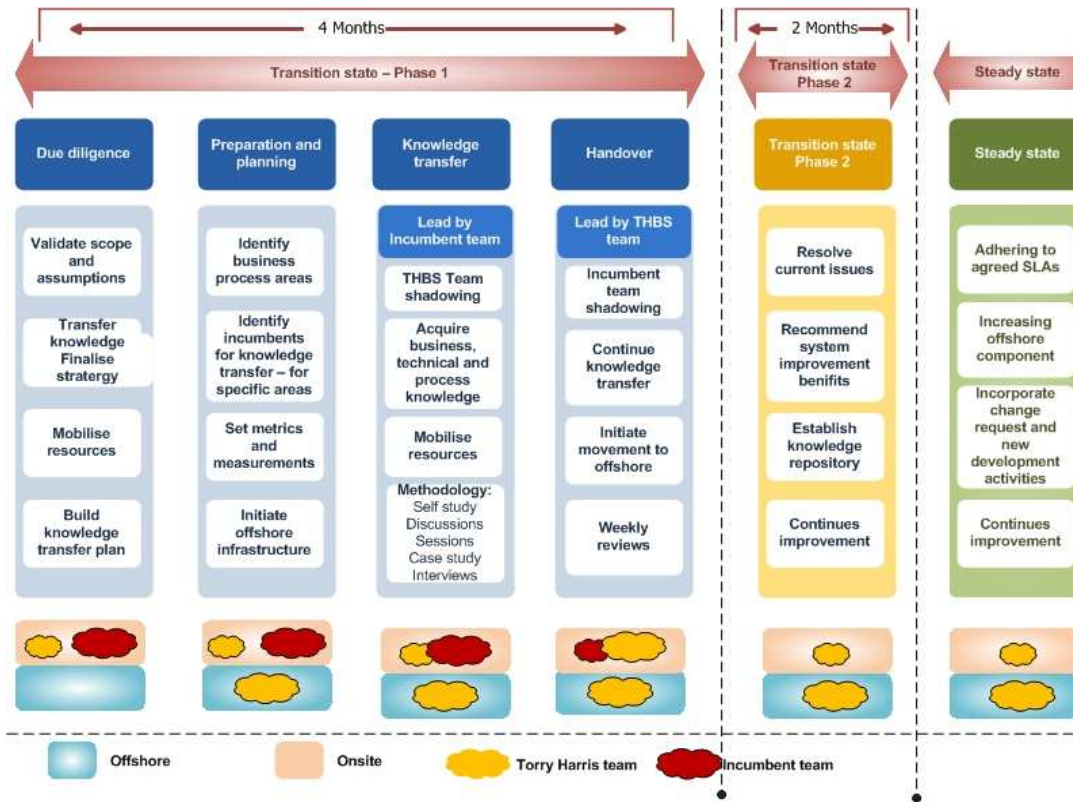 4 Months
2 Months
Transition state – Phase 1
Transition state
Phase 2
Steady state
Due diligence
Preparation and
planning
Knowledge
transfer
Handover
Transition state
Phase 2
Steady state
Validate scope
and
assumptions
Transfer
knowledge
Finalise
stratergy
Mobilise
resources
Build
knowledge
transfer plan
Identify
business
process areas
Identify
incumbents
for knowledge
transfer – for
specific areas
Set metrics
and
measurements
Initiate
offshore
infrastructure
Lead by
Incumbent team
THBS Team
shadowing
Acquire
business,
technical and
process
knowledge
Mobilise
resources
Methodology:
Self study
Discussions
Sessions
Case study
Interviews
Lead by THBS
team
Incumbent
team
shadowing
Continue
knowledge
transfer
Initiate
movement to
offshore
Weekly
reviews
Resolve
current issues
Recommend
system
improvement
benifits
Establish
knowledge
repository
Continues
improvement
Adhering to
agreed SLAs
Increasing
offshore
component
Incorporate
change
request and
new
development
activities
Continues
improvement
Offshore
Onsite
Torry Harris team
Incumbent team